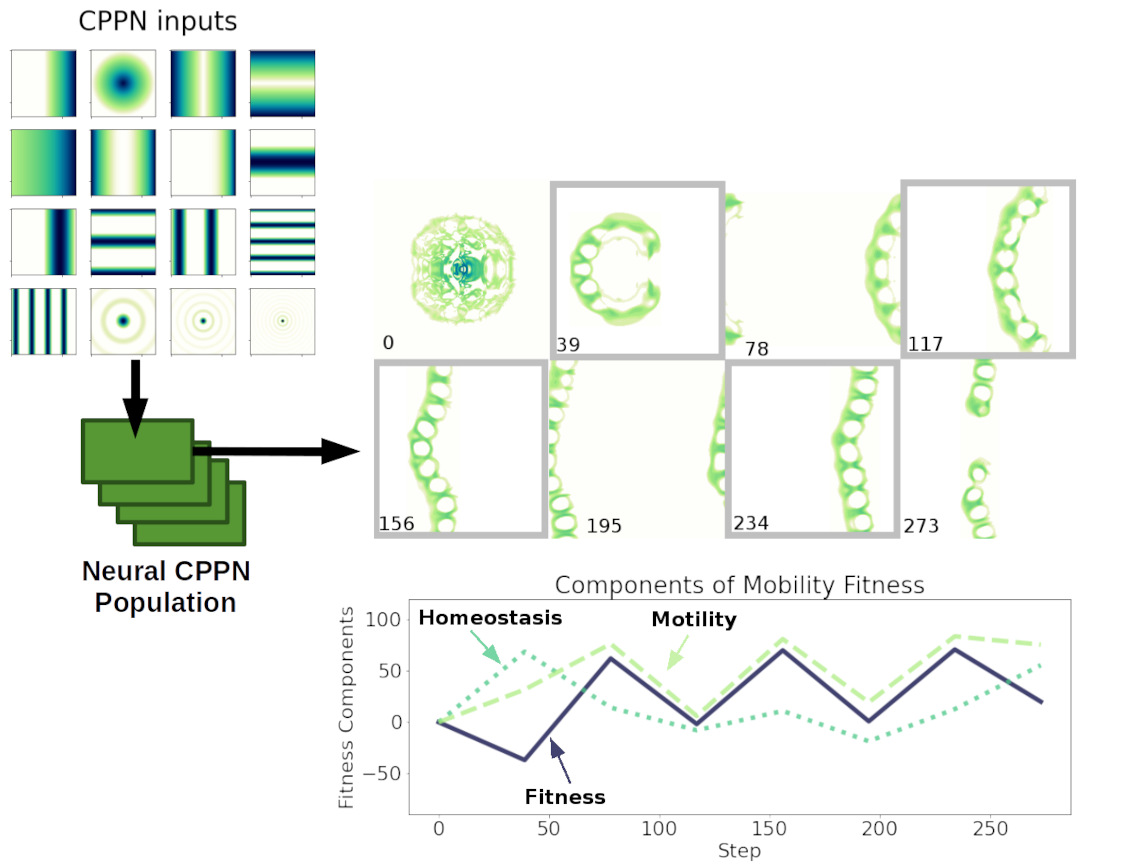 CPPN inputs
0
39
78
117
156
195
234
273
Neural CPPN
Population
Components of Mobility Fitness
Fitness Components
100
50
0
−50
Homeostasis
Motility
Fitness
0
50
100
150
200
250
Step